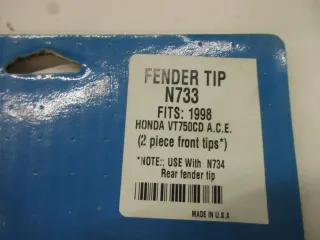 FENDER TIP
N733
FITS: 1998
HONDA VT750CD A.C.E.
(2 piece front tips*)
*NOTE:; USE With N734
Rear fender tip
MADE IN U.S.A